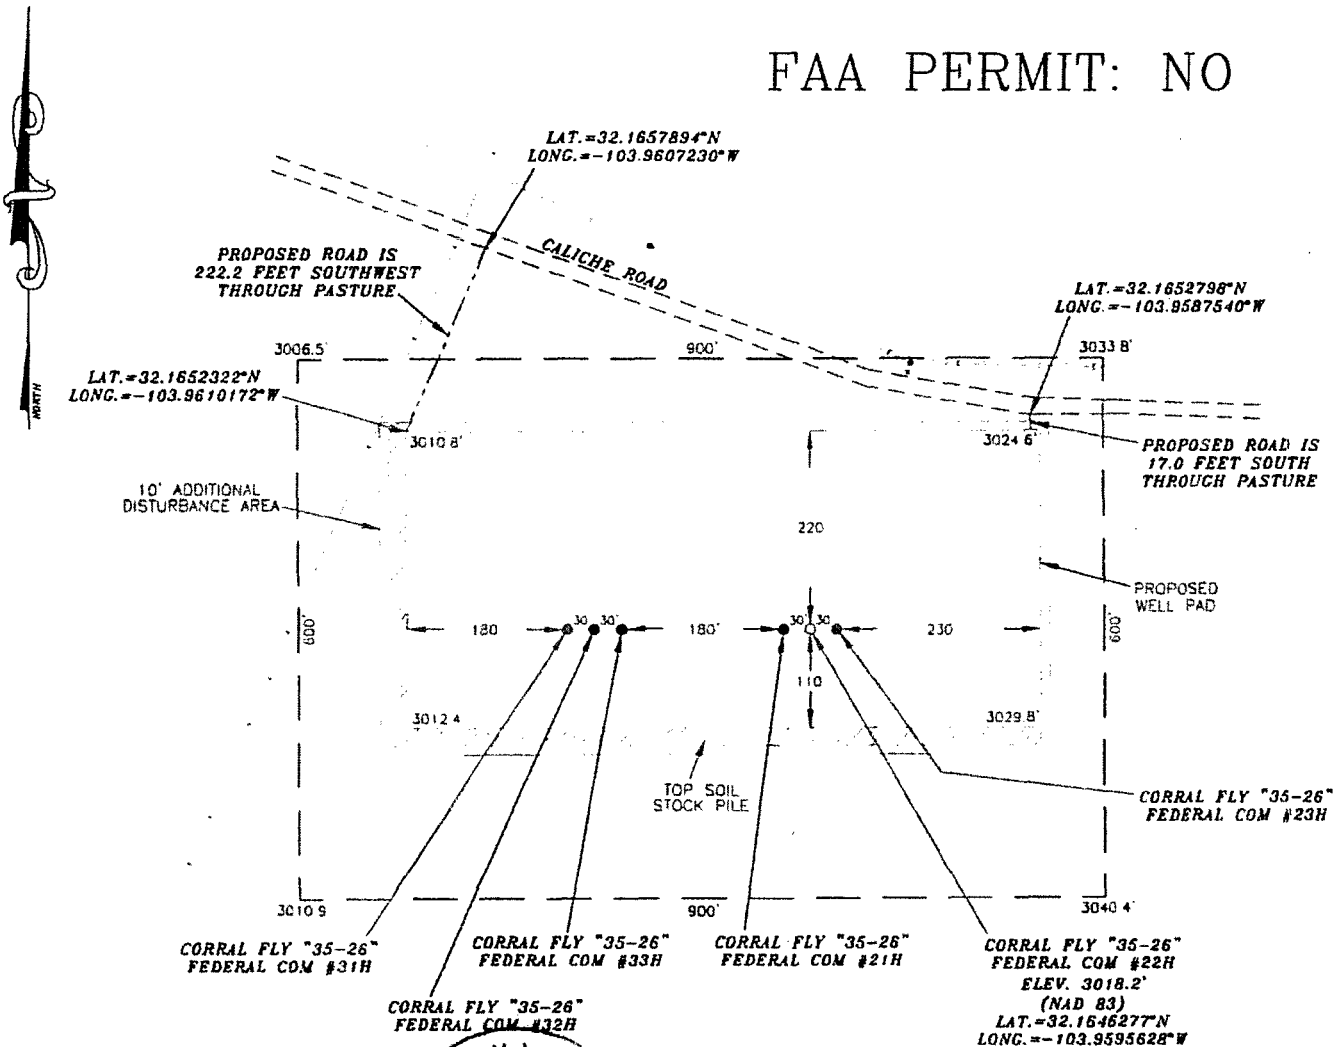 FAA PERMIT: NO
LAT.=32.1657894°N
LONG.=-103.9607230°W
CALICHE ROAD
PROPOSED ROAD IS
222.2 FEET SOUTHWEST
THROUGH PASTURE
LAT.=32.1652798°N
LONG.=-103.9587540°W
3006.5'
900'
3033.8'
LAT.=32.1652322°N
LONG.=-103.9610172°W
NORTH
3010.8'
3024.6'
PROPOSED ROAD IS
17.0 FEET SOUTH
THROUGH PASTURE
10' ADDITIONAL
DISTURBANCE AREA
220
PROPOSED
WELL PAD
600'
180
30'
30'
180'
30'
30
230
600'
110
3012.4
3029.8'
TOP SOIL
STOCK PILE
CORRAL FLY "35-26"
FEDERAL COM #23H
3010.9
900'
3040.4'
CORRAL FLY "35-26"
FEDERAL COM #31H
CORRAL FLY "35-26"
FEDERAL COM #33H
CORRAL FLY "35-26"
FEDERAL COM #21H
CORRAL FLY "35-26"
FEDERAL COM #22H
ELEV. 3018.2'
(NAD 83)
LAT.=32.1646277°N
LONG.=-103.9595628°W
CORRAL FLY "35-26"
FEDERAL COM #32H